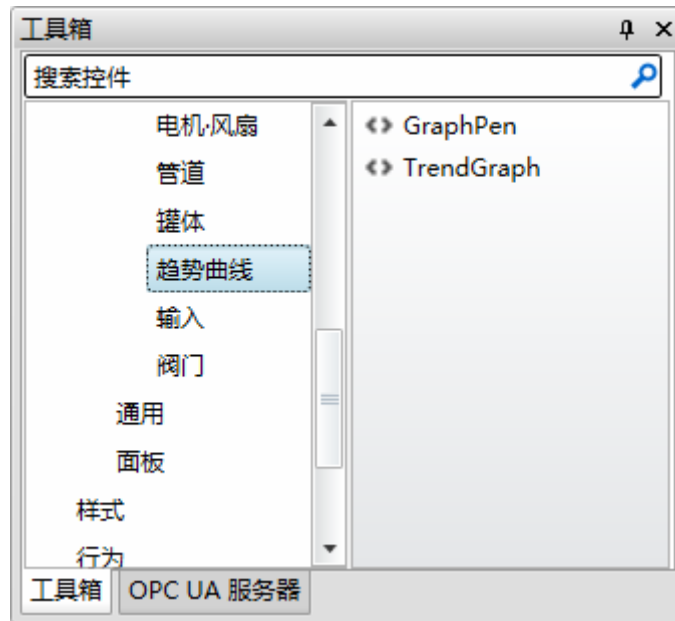 工具箱
搜索控件
电机·风扇
管道
罐体
趋势曲线
输入
阀门
通用
面板
样式
行为
GraphPen
TrendGraph
工具箱
OPC UA 服务器